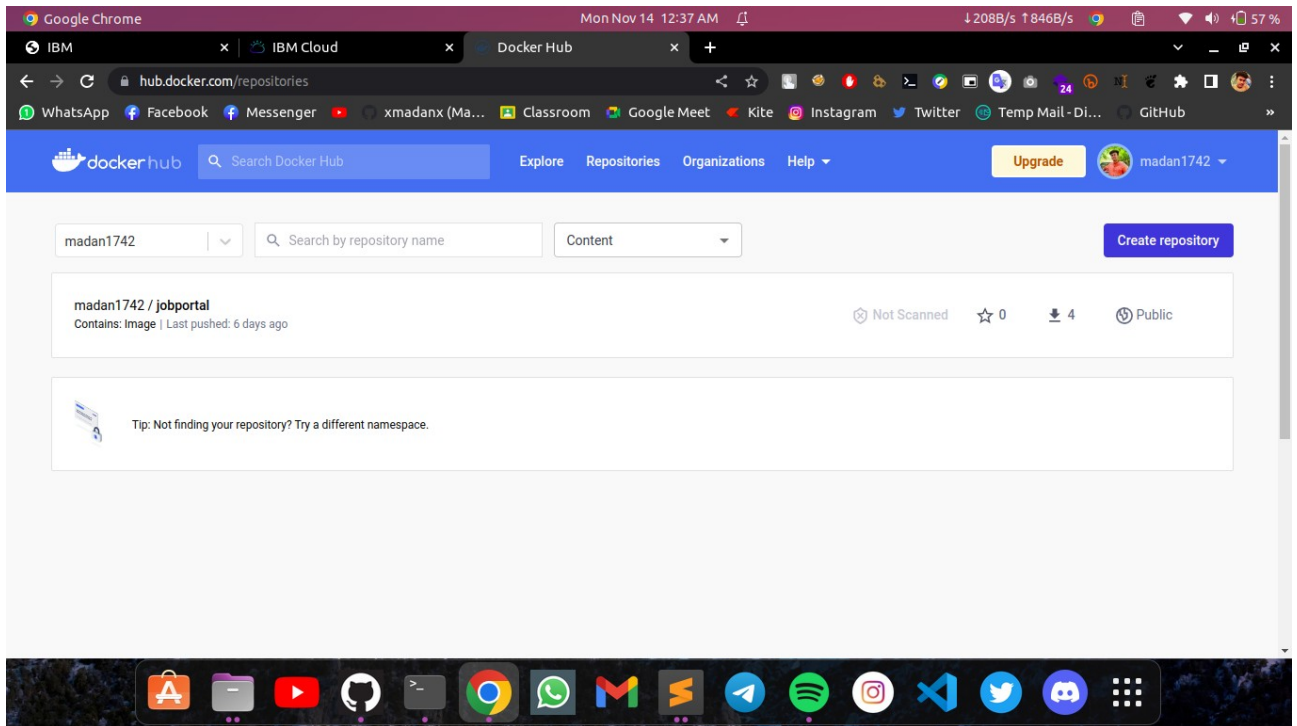 Google Chrome Mon Nov 14 12:37 AM ↓208B/s ↑846B/s 57 %
IBM IBM Cloud Docker Hub
hub.docker.com/repositories 24
WhatsApp Facebook Messenger xmadanx (Ma... Classroom Google Meet Kite Instagram Twitter Temp Mail - Di... GitHub »
docker hub Search Docker Hub Explore Repositories Organizations Help Upgrade madan1742
madan1742 Search by repository name Content Create repository
madan1742 / jobportal
Contains: Image | Last pushed: 6 days ago Not Scanned 0 4 Public
Tip: Not finding your repository? Try a different namespace.